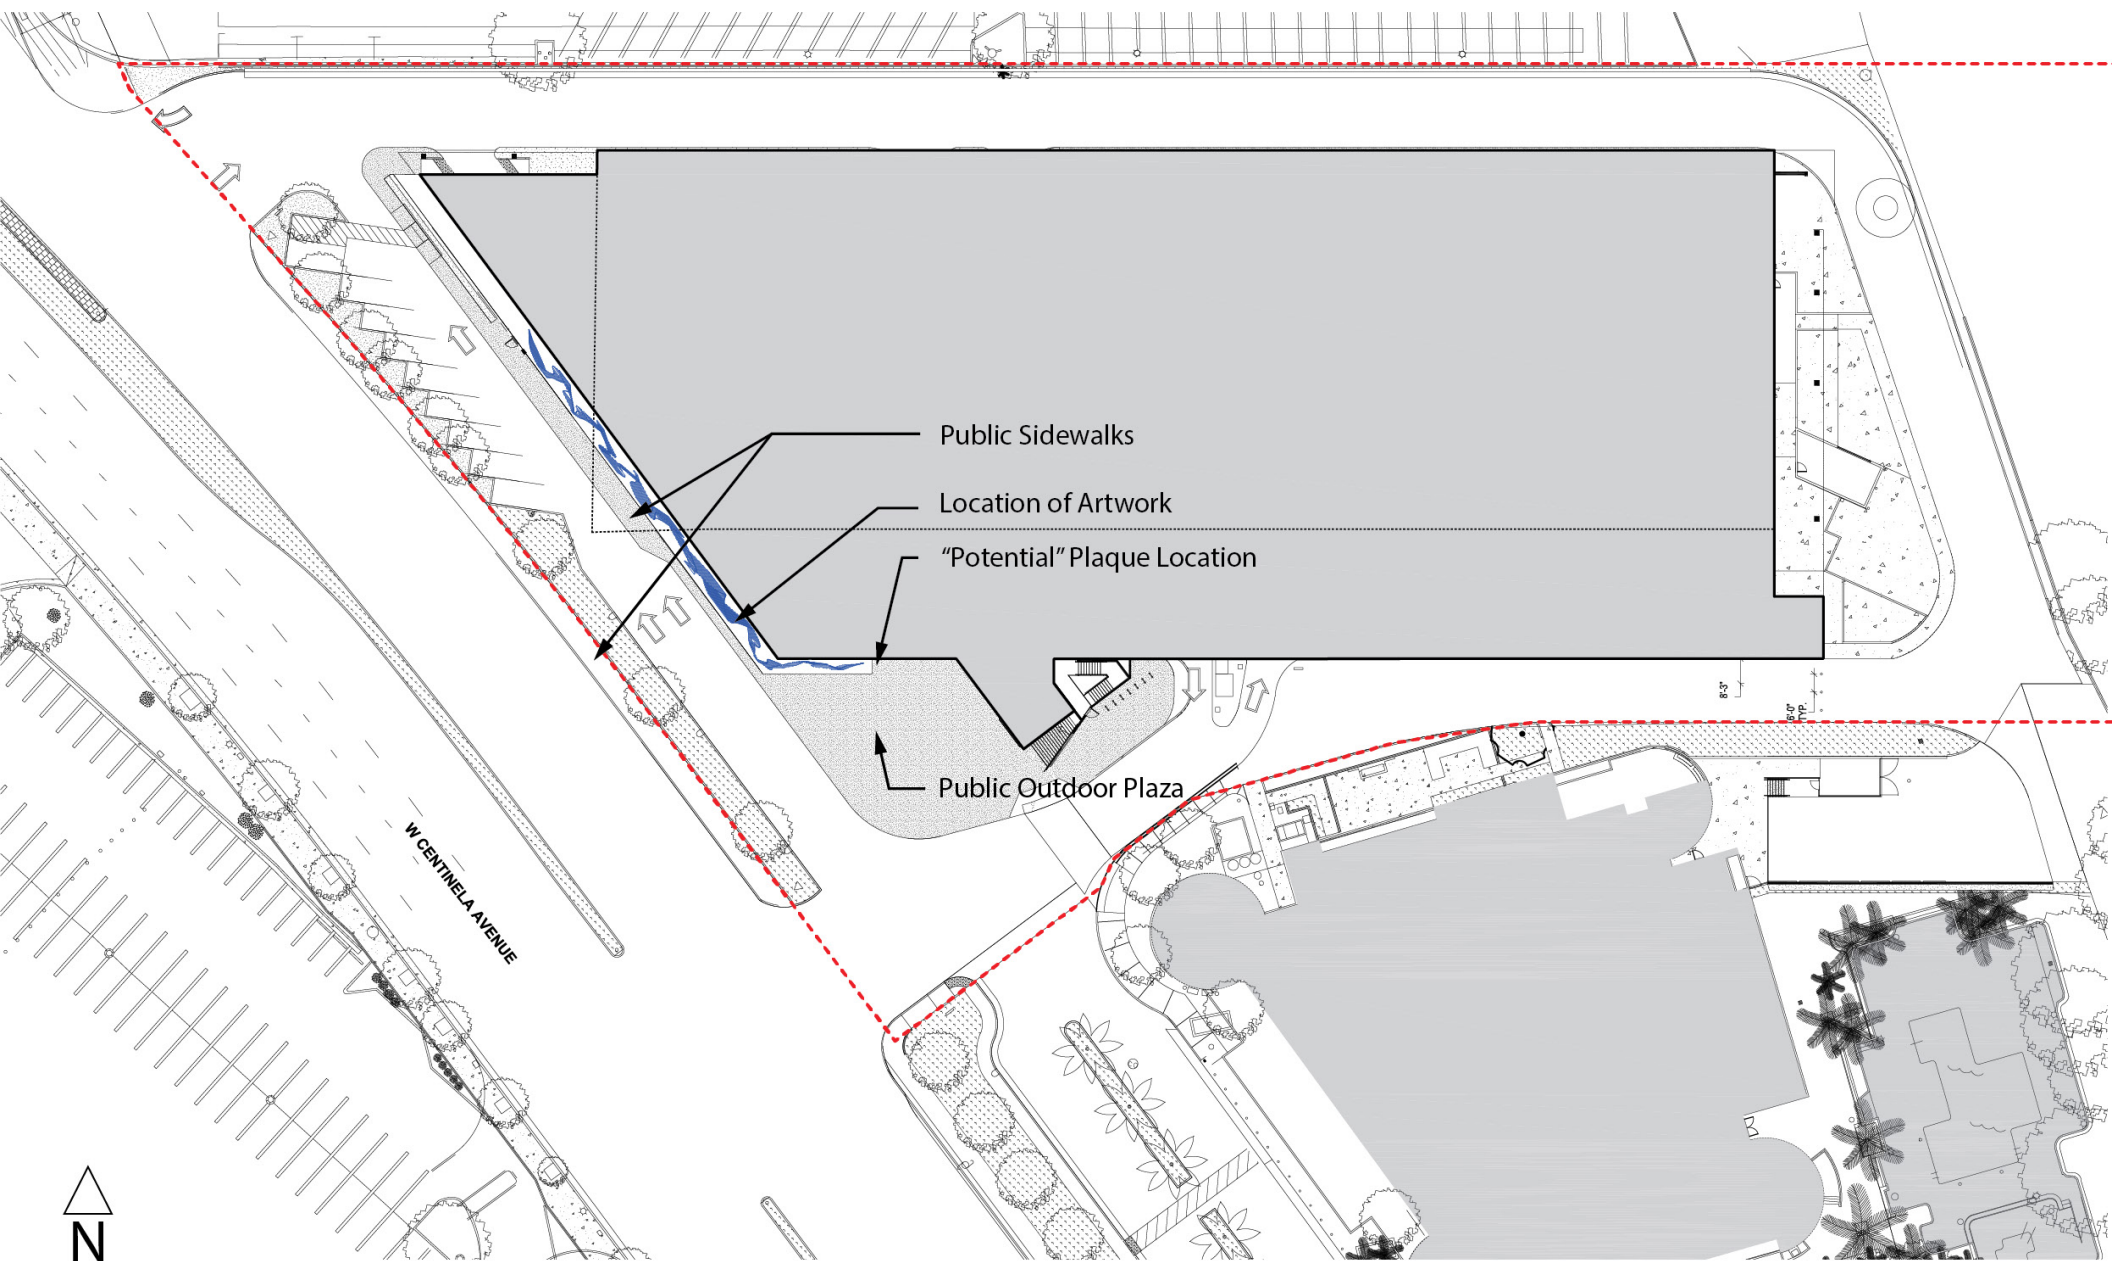 Public Sidewalks
Location of Artwork
“Potential” Plaque Location
8'-3"
6'-0"
TYP.
Public Outdoor Plaza
W CENTINELA AVENUE
N